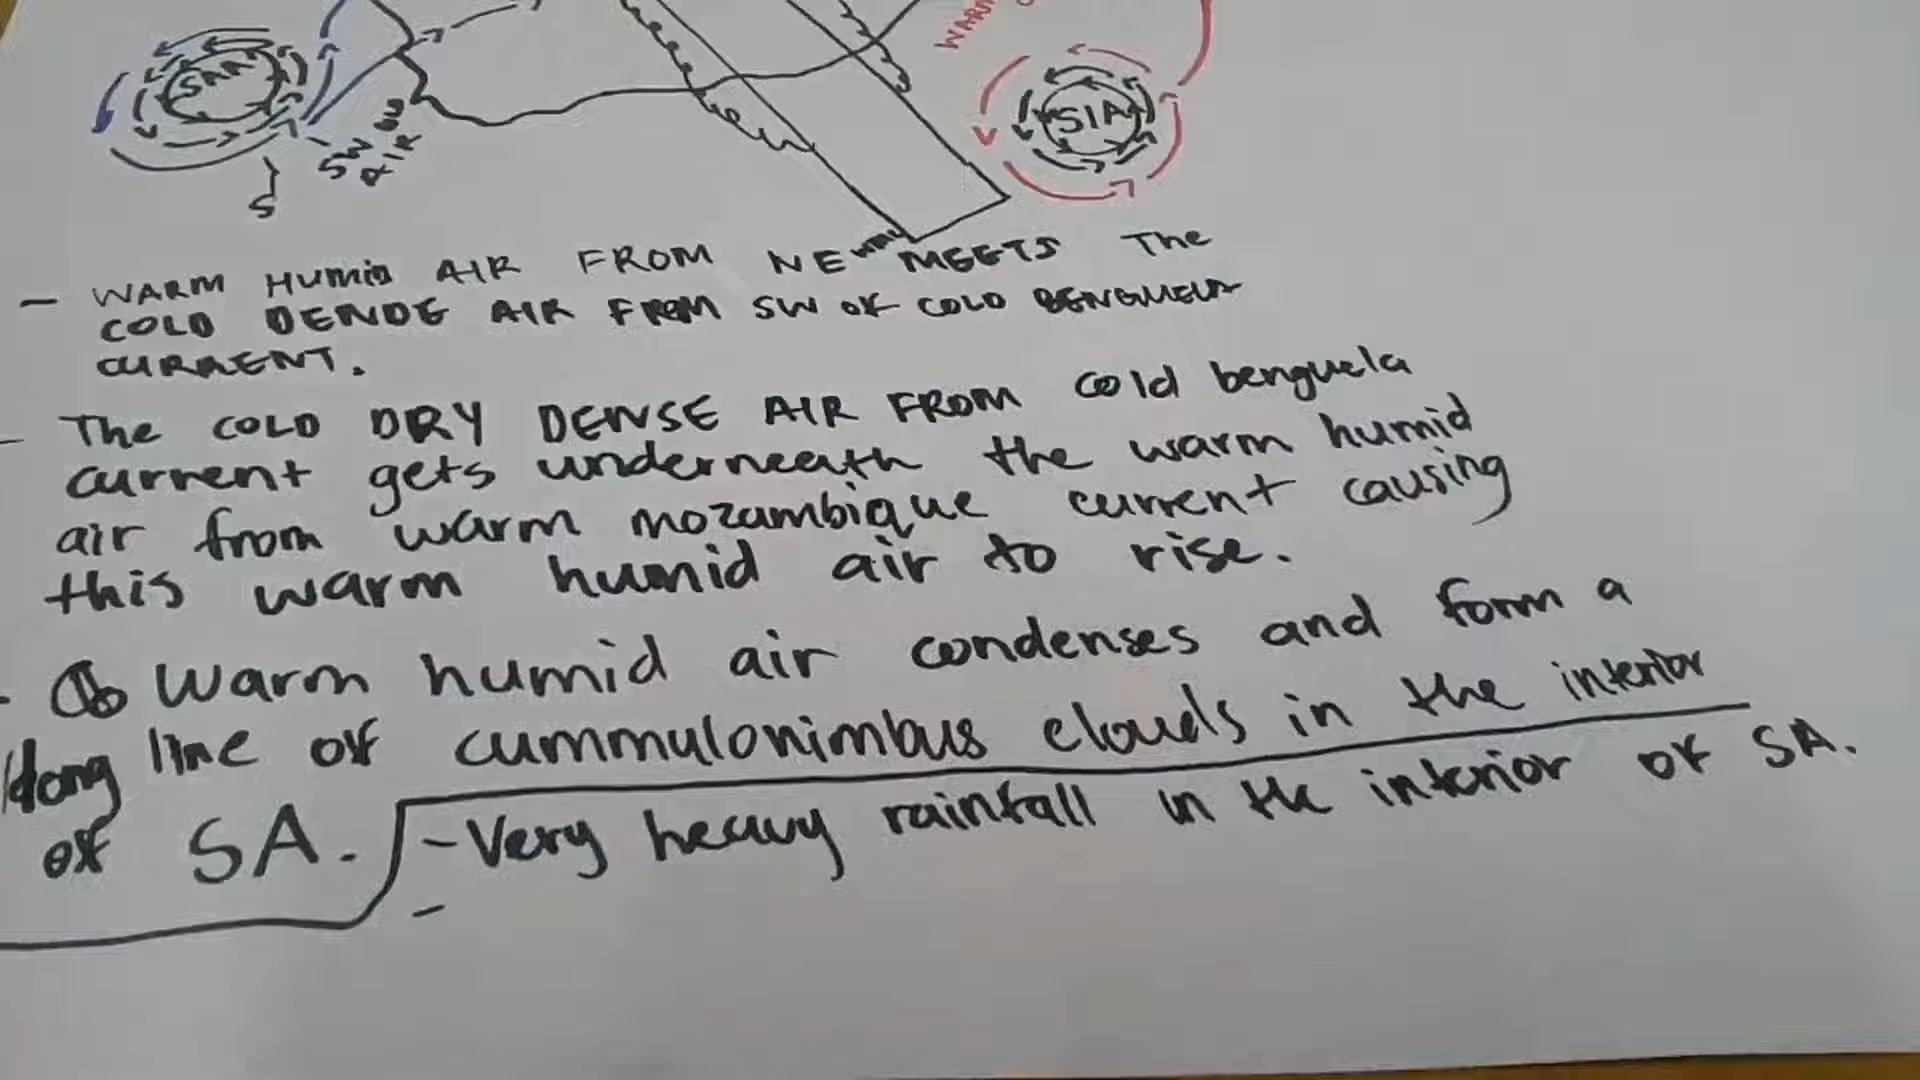 SAA
WARM
SIA
S
- WARM HUMID AIR FROM NE MEETS The
COLD DENDE AIR FROM SW OF COLD BENGUELA
CURRENT.
- The COLD DRY DENSE AIR FROM cold benguela
current gets underneath the warm humid
air from warm mozambique current causing
this warm humid air to rise.
- warm humid air condenses and form a
long line of cummulonimbus clouds in the interior
of SA.
- Very heavy rainfall in the interior of SA.
-